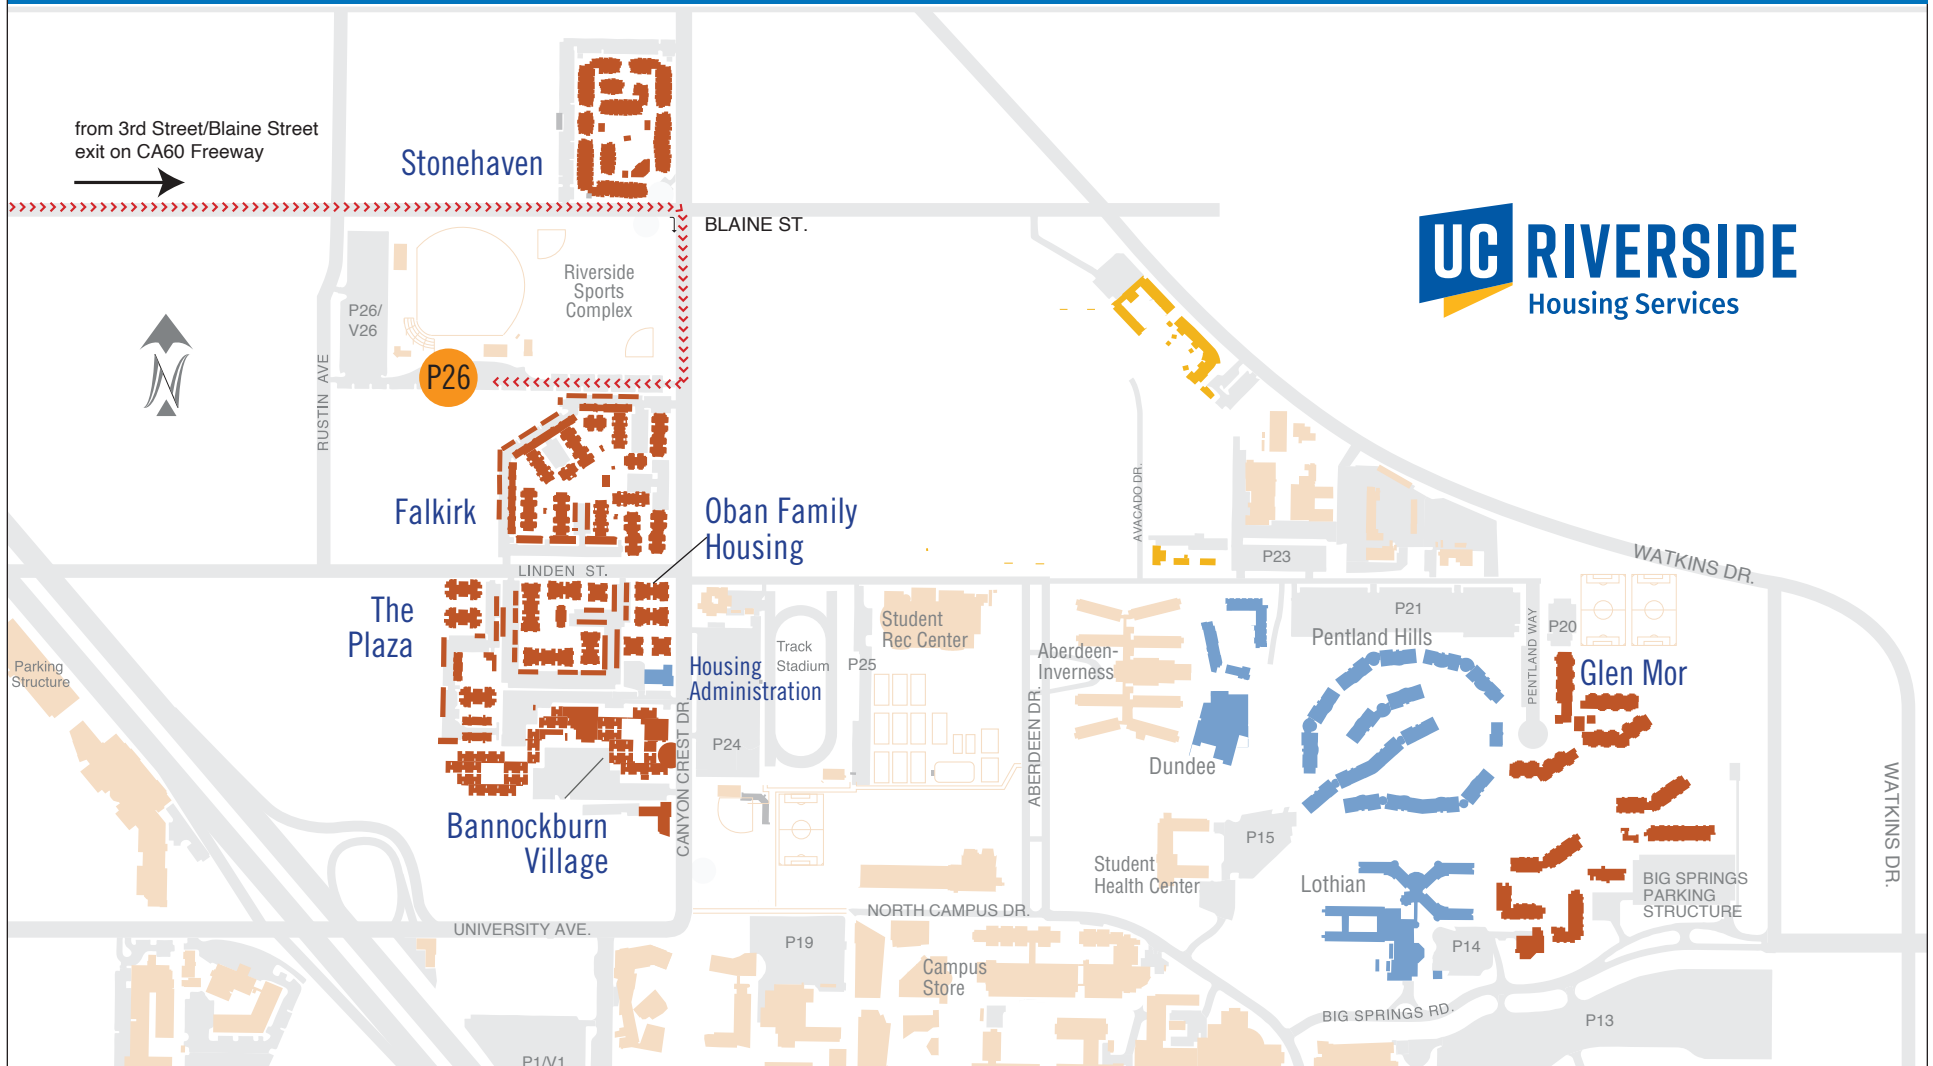 from 3rd Street/Blaine Street
exit on CA60 Freeway
Stonehaven
BLAINE ST.
UC RIVERSIDE
Housing Services
Riverside
Sports
Complex
P26/
V26
P26
RUSTIN AVE
N
Falkirk
Oban Family
Housing
AVACADO DR.
P23
WATKINS DR.
LINDEN ST.
The
Plaza
Student
Rec Center
P21
Pentland Hills
PENTLAND WAY
P20
Parking
Structure
Housing
Administration
Track
Stadium
P25
Aberdeen-
Inverness
Glen Mor
CANYON CREST DR.
P24
ABERDEEN DR.
Dundee
WATKINS DR.
Bannockburn
Village
P15
Student
Health Center
Lothian
BIG SPRINGS
PARKING
STRUCTURE
NORTH CAMPUS DR.
UNIVERSITY AVE.
P19
P14
Campus
Store
BIG SPRINGS RD.
P13
P1/V1